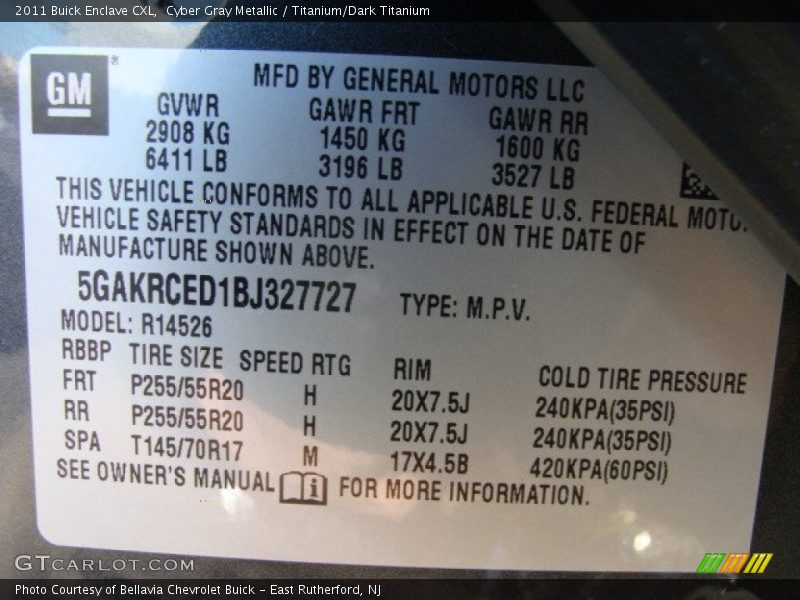 2011 Buick Enclave CXL, Cyber Gray Metallic / Titanium/Dark Titanium
GM®
MFD BY GENERAL MOTORS LLC
GVWR GAWR FRT GAWR RR
2908 KG 1450 KG 1600 KG
6411 LB 3196 LB 3527 LB
THIS VEHICLE CONFORMS TO ALL APPLICABLE U.S. FEDERAL
VEHICLE SAFETY STANDARDS IN EFFECT ON THE DATE OF
MANUFACTURE SHOWN ABOVE.
5GAKRCED1BJ327727 TYPE: M.P.V.
MODEL: R14526
RBBP TIRE SIZE SPEED RTG RIM COLD TIRE PRESSURE
FRT P255/55R20 H 20X7.5J 240KPA(35PSI)
RR P255/55R20 H 20X7.5J 240KPA(35PSI)
SPA T145/70R17 M 17X4.5B 420KPA(60PSI)
SEE OWNER'S MANUAL i FOR MORE INFORMATION.
GTCARLOT.COM
Photo Courtesy of Bellavia Chevrolet Buick – East Rutherford, NJ